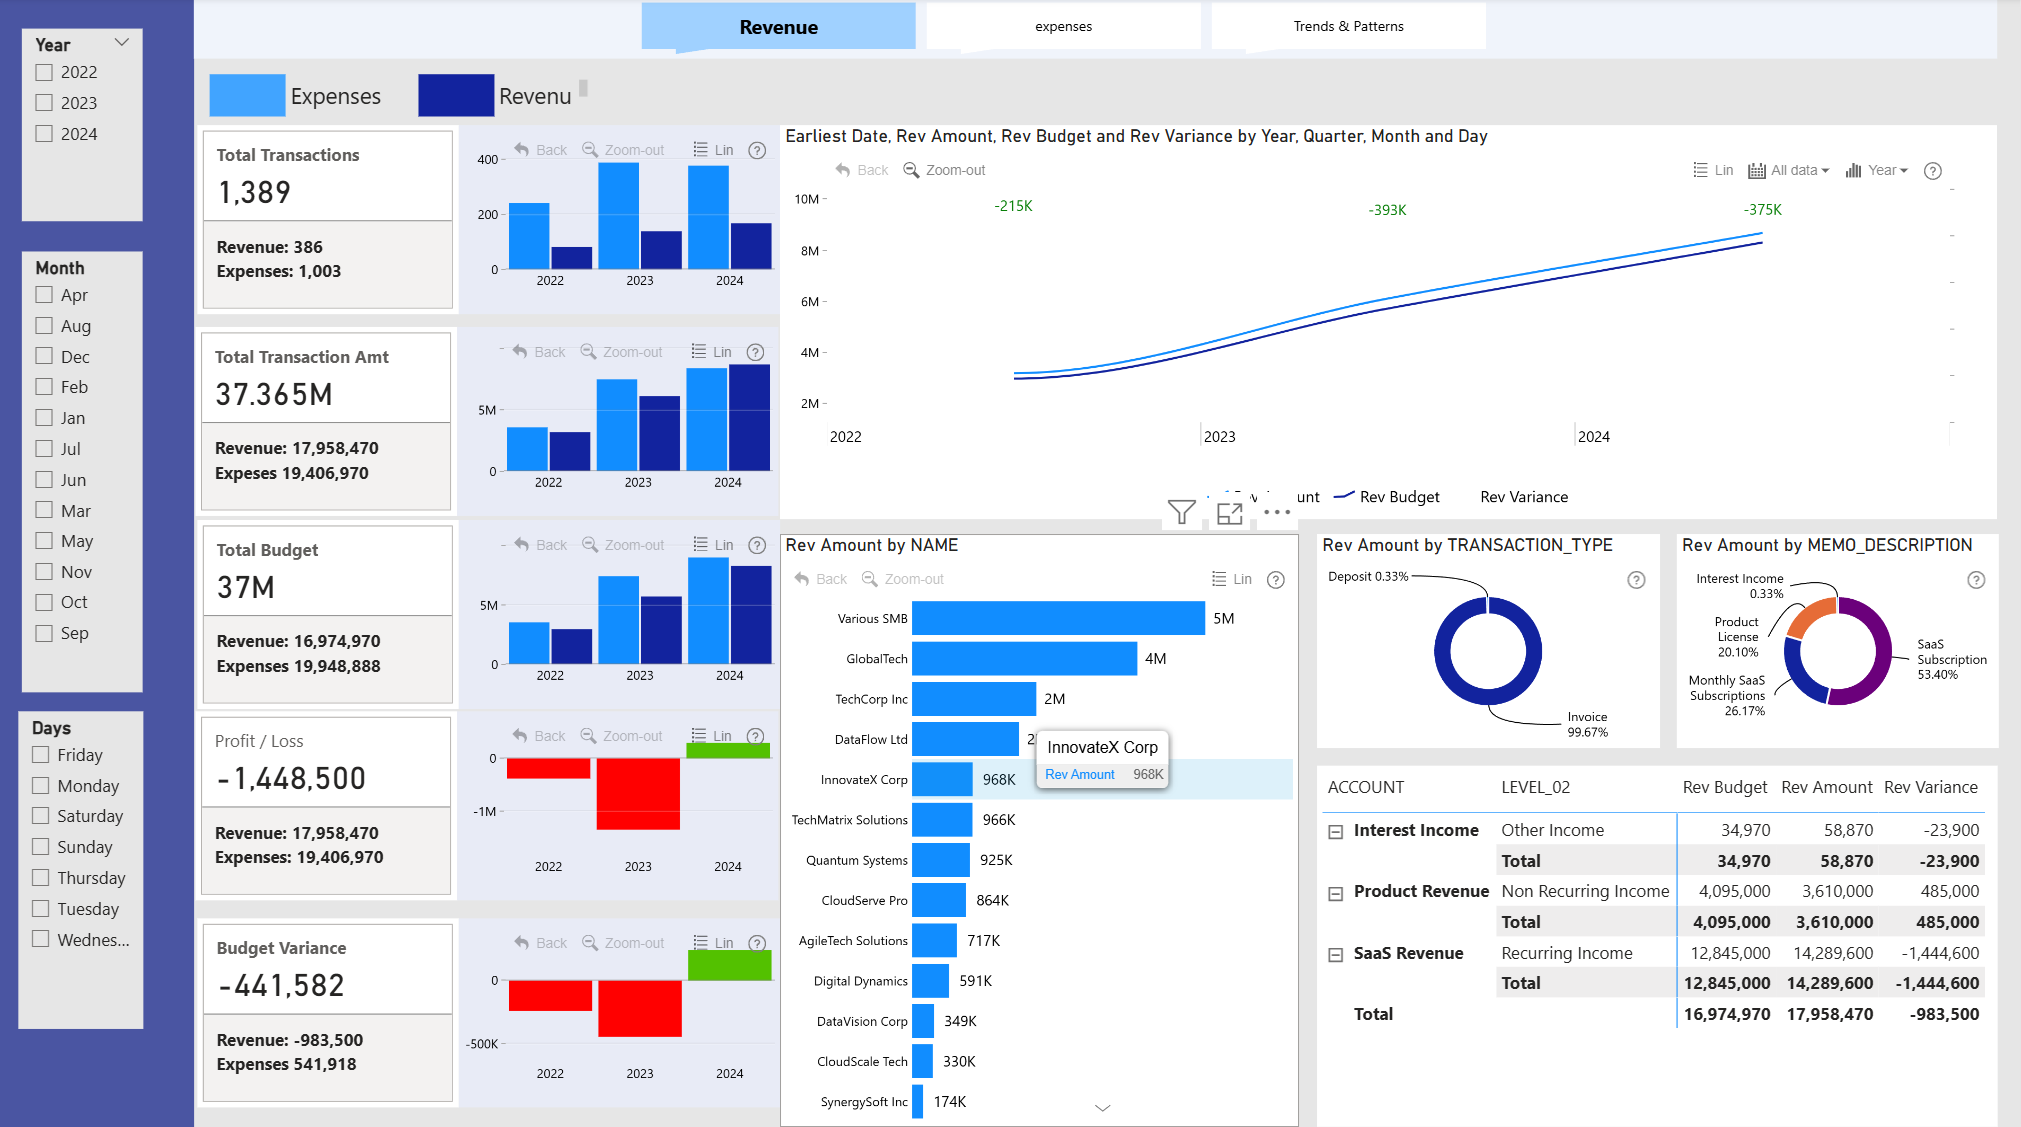 Revenue
expenses
Trends & Patterns
Year
2022
2023
2024
Month
Apr
Aug
Dec
Feb
Jan
Jul
Jun
Mar
May
Nov
Oct
Sep
Days
Friday
Monday
Saturday
Sunday
Thursday
Tuesday
Wednes...
Expenses
Revenu
Total Transactions
1,389
Revenue: 386
Expenses: 1,003
Back Zoom-out Lin ?
400
200
0
2022 2023 2024
Total Transaction Amt
37.365M
Revenue: 17,958,470
Expeses 19,406,970
Back Zoom-out Lin ?
5M
0
2022 2023 2024
Total Budget
37M
Revenue: 16,974,970
Expenses 19,948,888
Back Zoom-out Lin ?
5M
0
2022 2023 2024
Profit / Loss
-1,448,500
Revenue: 17,958,470
Expenses: 19,406,970
Back Zoom-out Lin ?
0
-1M
2022 2023 2024
Budget Variance
-441,582
Revenue: -983,500
Expenses 541,918
Back Zoom-out Lin ?
0
-500K
2022 2023 2024
Earliest Date, Rev Amount, Rev Budget and Rev Variance by Year, Quarter, Month and Day
Back Zoom-out Lin All data Year ?
10M
8M
6M
4M
2M
-215K -393K -375K
2022 2023 2024
unt Rev Budget Rev Variance
Rev Amount by NAME
Back Zoom-out Lin ?
Various SMB 5M
GlobalTech 4M
TechCorp Inc 2M
DataFlow Ltd 2
InnovateX Corp 968K
TechMatrix Solutions 966K
Quantum Systems 925K
CloudServe Pro 864K
AgileTech Solutions 717K
Digital Dynamics 591K
DataVision Corp 349K
CloudScale Tech 330K
SynergySoft Inc 174K
InnovateX Corp
Rev Amount 968K
Rev Amount by TRANSACTION_TYPE
?
Deposit 0.33%
Invoice
99.67%
Rev Amount by MEMO_DESCRIPTION
?
Interest Income
0.33%
Product
License
20.10%
Monthly SaaS
Subscriptions
26.17%
SaaS
Subscription
53.40%
ACCOUNT LEVEL_02 Rev Budget Rev Amount Rev Variance
Interest Income Other Income 34,970 58,870 -23,900
Total 34,970 58,870 -23,900
Product Revenue Non Recurring Income 4,095,000 3,610,000 485,000
Total 4,095,000 3,610,000 485,000
SaaS Revenue Recurring Income 12,845,000 14,289,600 -1,444,600
Total 12,845,000 14,289,600 -1,444,600
Total 16,974,970 17,958,470 -983,500